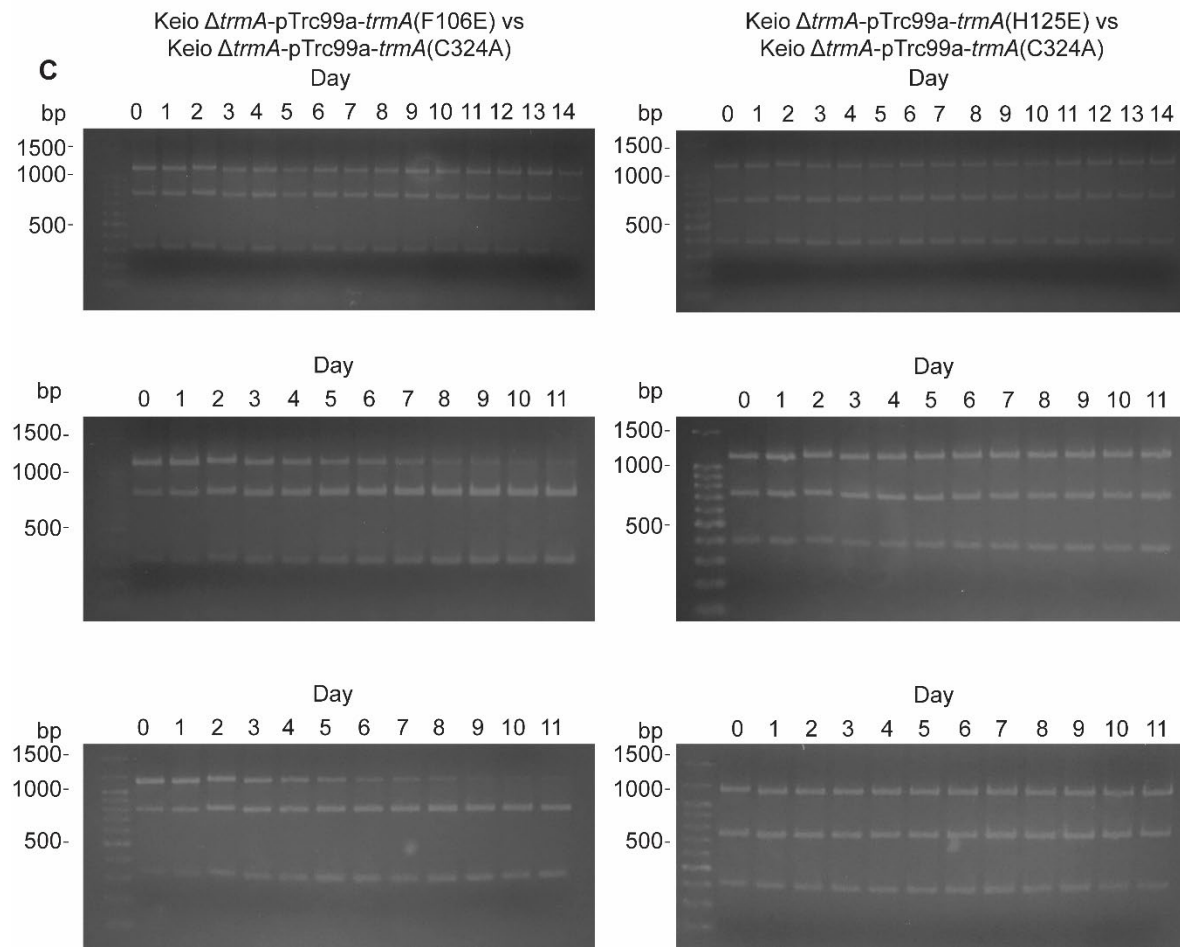 Keio ΔtrmA-pTrc99a-trmA(F106E) vs
Keio ΔtrmA-pTrc99a-trmA(C324A)
Keio ΔtrmA-pTrc99a-trmA(H125E) vs
Keio ΔtrmA-pTrc99a-trmA(C324A)
C
Day
bp 0 1 2 3 4 5 6 7 8 9 10 11 12 13 14
1500-
1000-
500-
Day
bp 0 1 2 3 4 5 6 7 8 9 10 11 12 13 14
1500-
1000-
500-
Day
bp 0 1 2 3 4 5 6 7 8 9 10 11
1500-
1000-
500-
Day
bp 0 1 2 3 4 5 6 7 8 9 10 11
1500-
1000-
500-
Day
bp 0 1 2 3 4 5 6 7 8 9 10 11
1500-
1000-
500-
Day
bp 0 1 2 3 4 5 6 7 8 9 10 11
1500-
1000-
500-